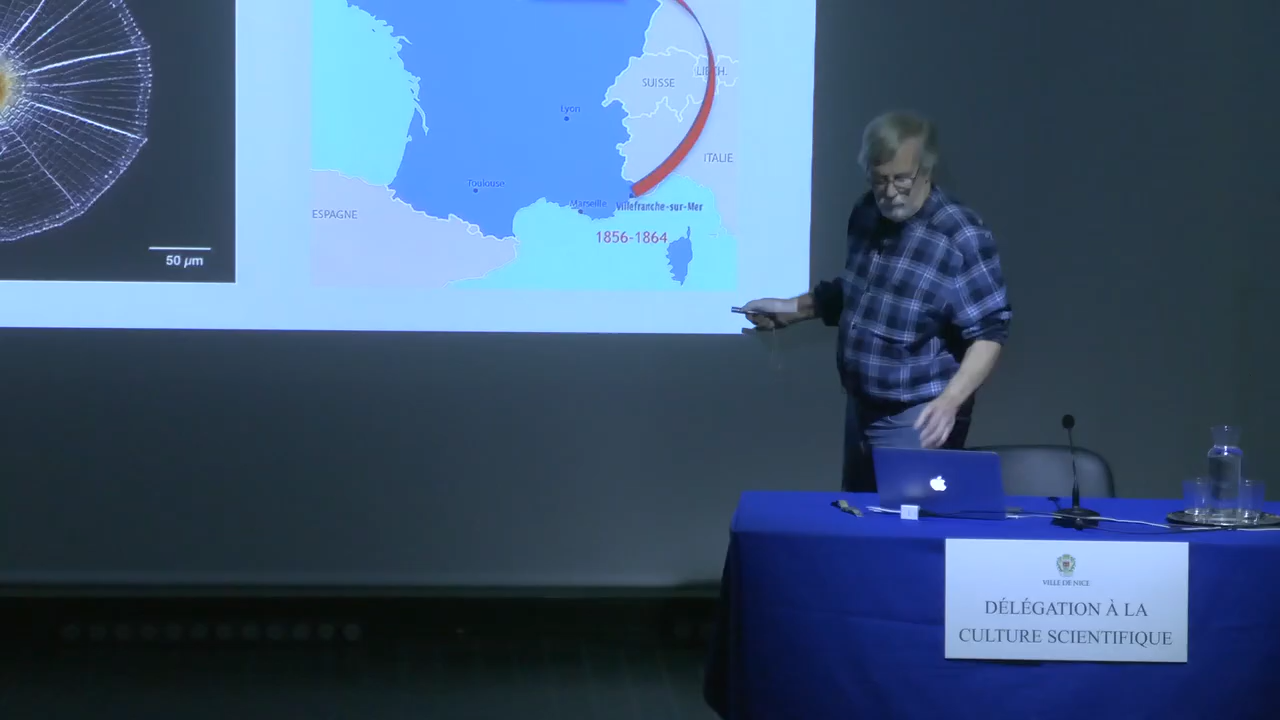 50 µm
Lyon
Toulouse
Marseille
Villefranche-sur-Mer
1856-1864
SUISSE
LIECH.
ITALIE
ESPAGNE
VILLE DE NICE
DÉLÉGATION À LA
CULTURE SCIENTIFIQUE